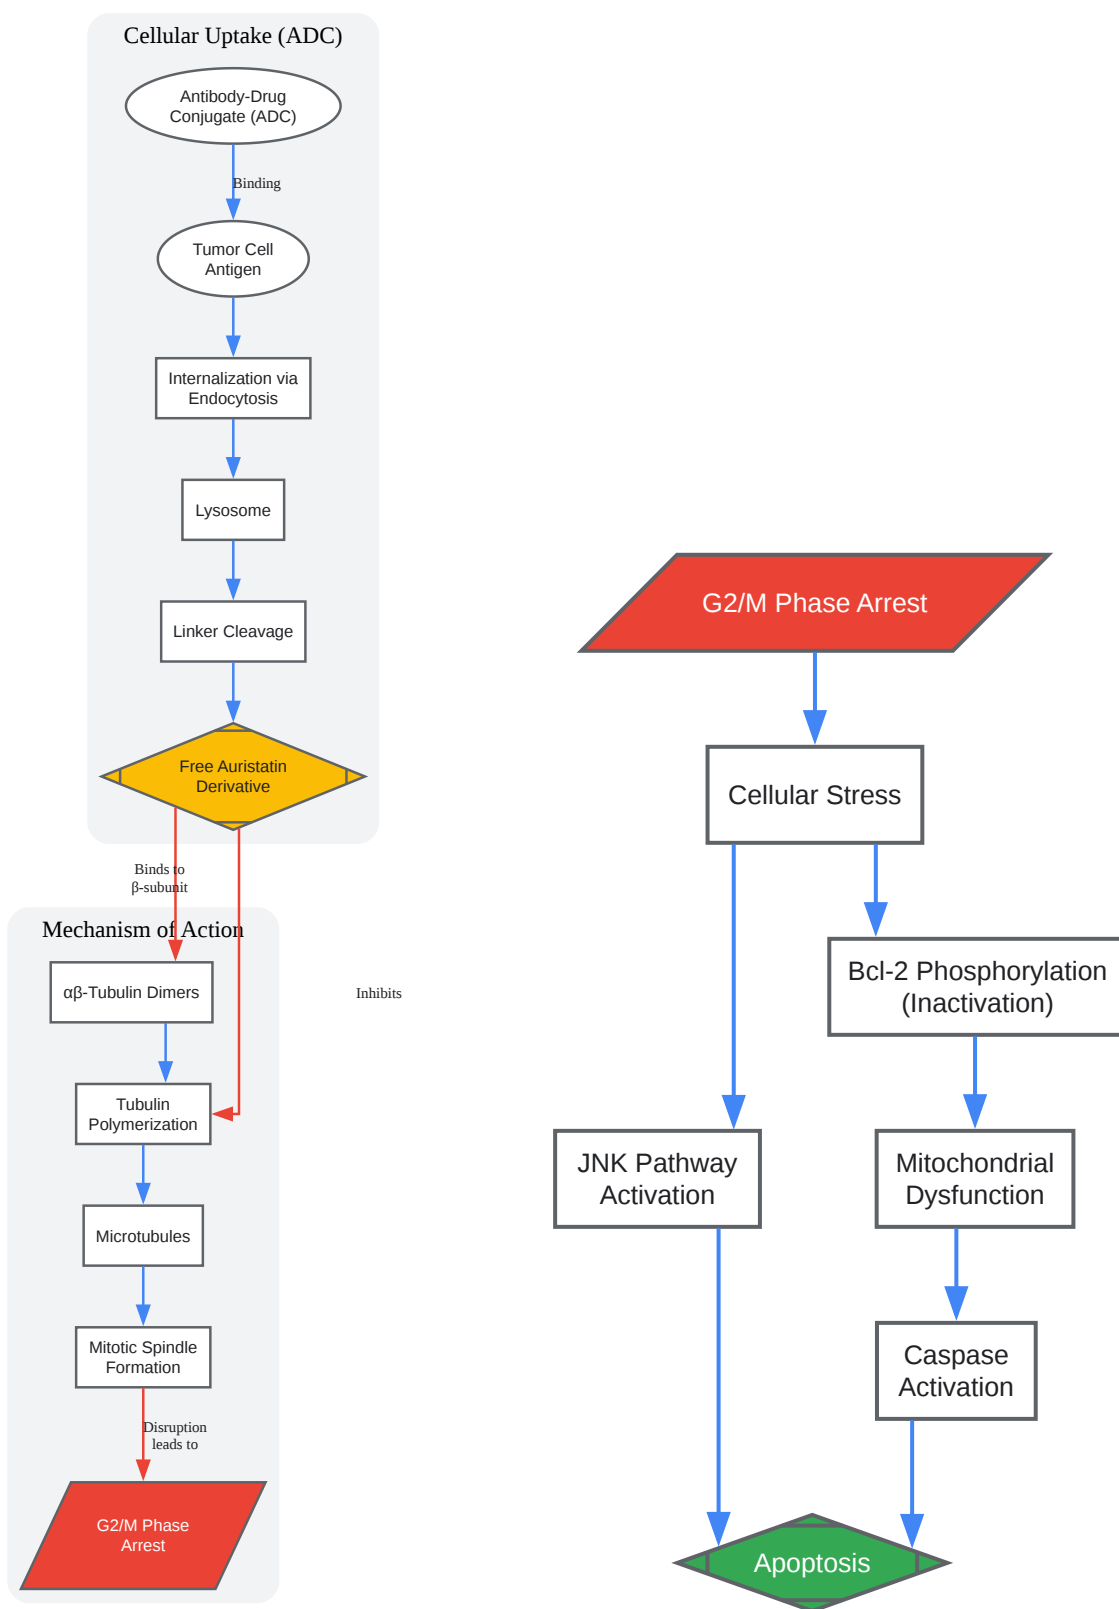 Cellular Uptake (ADC)
Antibody-Drug
Conjugate (ADC)
Binding
Tumor Cell
Antigen
Internalization via
Endocytosis
Lysosome
Linker Cleavage
Free Auristatin
Derivative
Binds to
β-subunit
Mechanism of Action
αβ-Tubulin Dimers
Inhibits
Tubulin
Polymerization
Microtubules
Mitotic Spindle
Formation
Disruption
leads to
G2/M Phase
Arrest
G2/M Phase Arrest
Cellular Stress
Bcl-2 Phosphorylation
(Inactivation)
JNK Pathway
Activation
Mitochondrial
Dysfunction
Caspase
Activation
Apoptosis